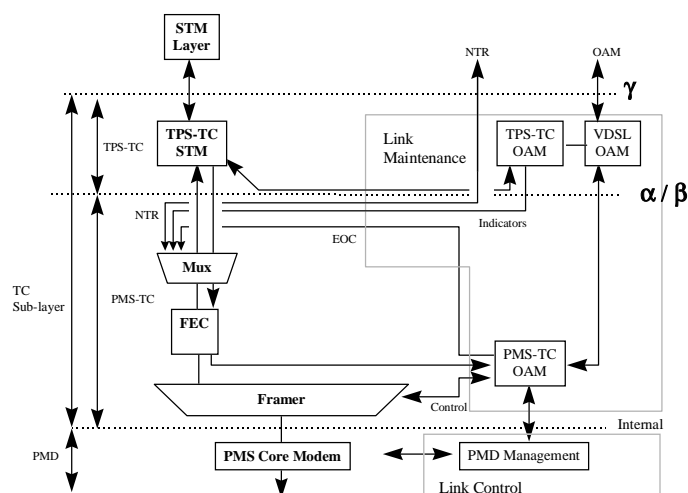 STM
Layer
NTR
OAM
γ
TPS-TC
TPS-TC
STM
Link
Maintenance
TPS-TC
OAM
VDSL
OAM
α / β
NTR
Indicators
EOC
Mux
TC
Sub-layer
PMS-TC
FEC
PMS-TC
OAM
Framer
Control
Internal
PMD
PMS Core Modem
PMD Management
Link Control